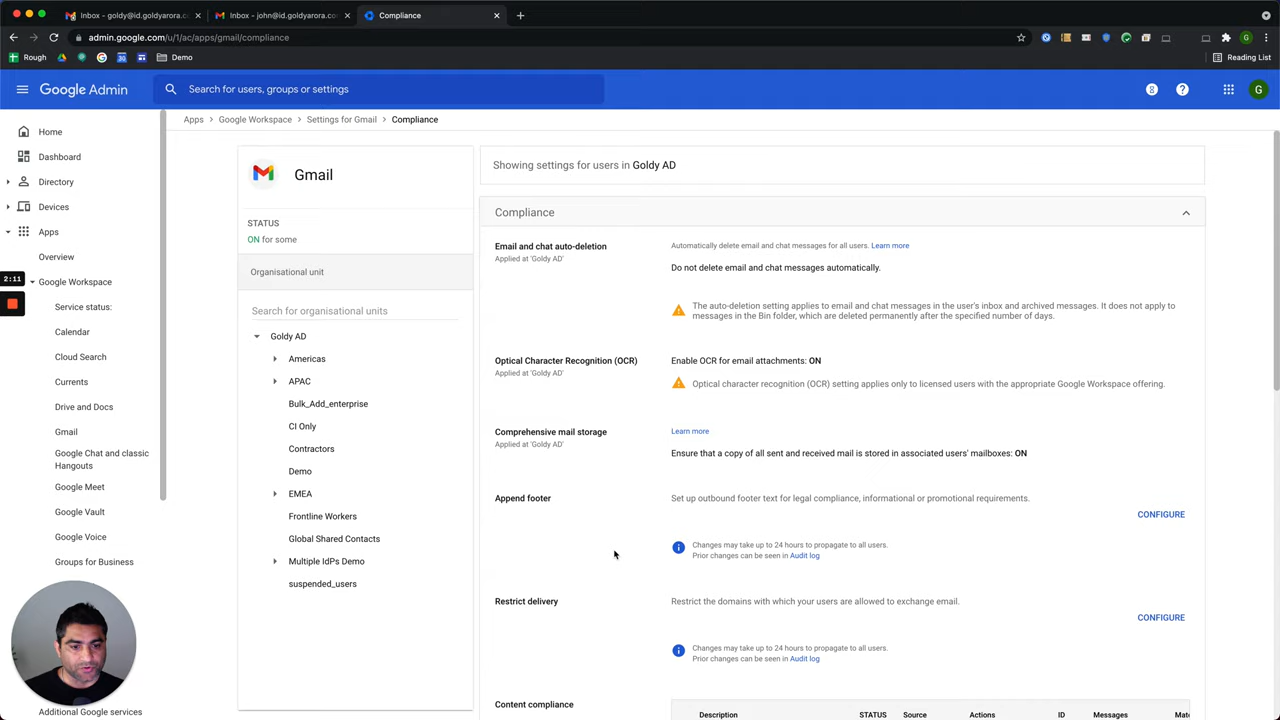 Inbox - goldy@id.goldyarora.co
Inbox - john@id.goldyarora.co
Compliance
admin.google.com/u/1/ac/apps/gmail/compliance
G
Rough
Demo
Reading List
Google Admin
Search for users, groups or settings
G
Apps > Google Workspace > Settings for Gmail > Compliance
Home
Dashboard
Directory
Devices
Apps
Overview
2:11
Google Workspace
Service status:
Calendar
Cloud Search
Currents
Drive and Docs
Gmail
Google Chat and classic
Hangouts
Google Meet
Google Vault
Google Voice
Groups for Business
Additional Google services
Gmail
STATUS
ON for some
Organisational unit
Search for organisational units
Goldy AD
Americas
APAC
Bulk_Add_enterprise
CI Only
Contractors
Demo
EMEA
Frontline Workers
Global Shared Contacts
Multiple IdPs Demo
suspended_users
Showing settings for users in Goldy AD
Compliance
Email and chat auto-deletion
Applied at 'Goldy AD'
Automatically delete email and chat messages for all users. Learn more
Do not delete email and chat messages automatically.
The auto-deletion setting applies to email and chat messages in the user's inbox and archived messages. It does not apply to
messages in the Bin folder, which are deleted permanently after the specified number of days.
Optical Character Recognition (OCR)
Applied at 'Goldy AD'
Enable OCR for email attachments: ON
Optical character recognition (OCR) setting applies only to licensed users with the appropriate Google Workspace offering.
Comprehensive mail storage
Applied at 'Goldy AD'
Learn more
Ensure that a copy of all sent and received mail is stored in associated users' mailboxes: ON
Append footer
Set up outbound footer text for legal compliance, informational or promotional requirements.
CONFIGURE
Changes may take up to 24 hours to propagate to all users.
Prior changes can be seen in Audit log
Restrict delivery
Restrict the domains with which your users are allowed to exchange email.
CONFIGURE
Changes may take up to 24 hours to propagate to all users.
Prior changes can be seen in Audit log
Content compliance
Description STATUS Source Actions ID Messages Matc